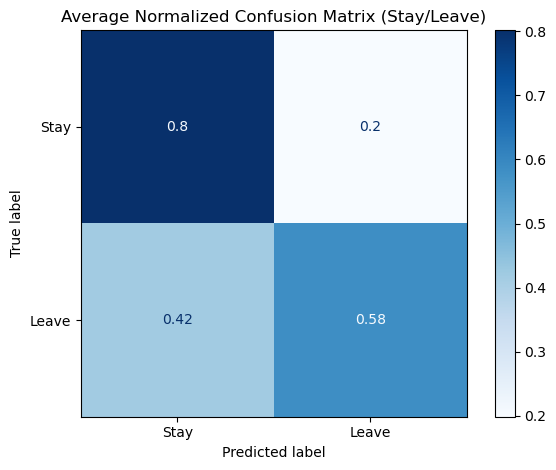 Average Normalized Confusion Matrix (Stay/Leave)
Stay
0.8
0.2
Leave
0.42
0.58
True label
Stay
Leave
Predicted label
0.8
0.7
0.6
0.5
0.4
0.3
0.2